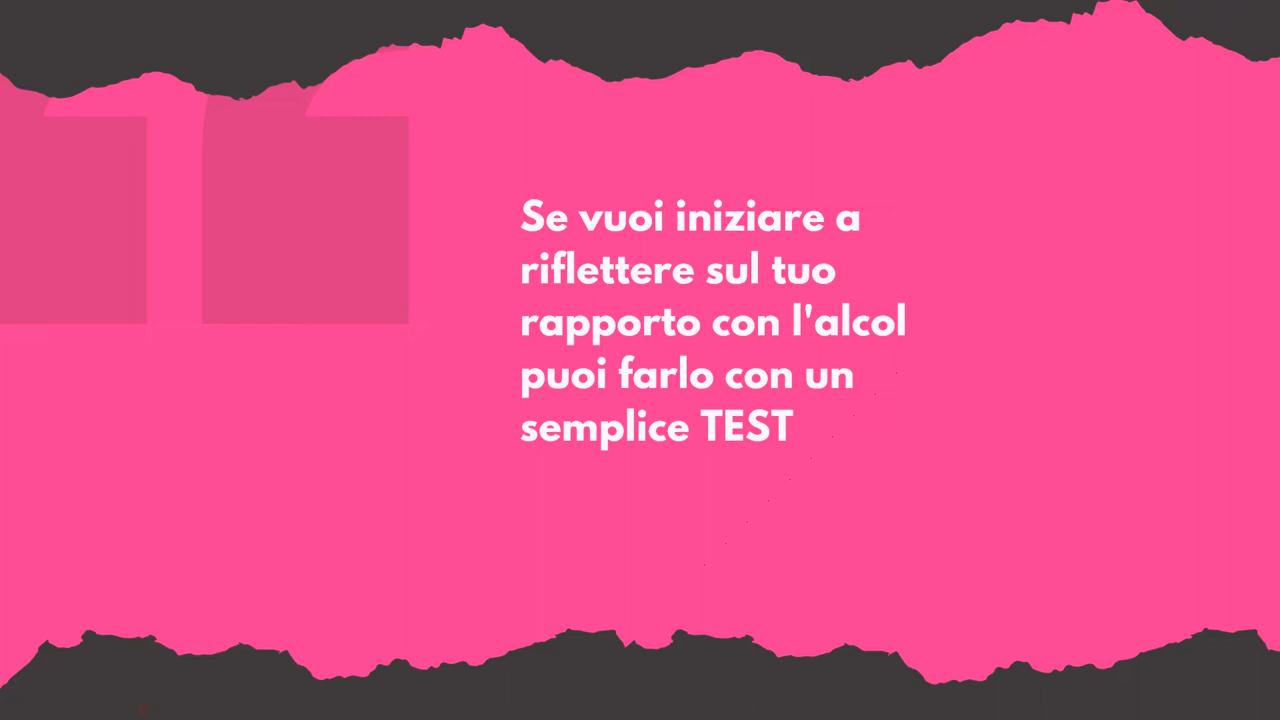 Se vuoi iniziare a
riflettere sul tuo
rapporto con l'alcol
puoi farlo con un
semplice TEST